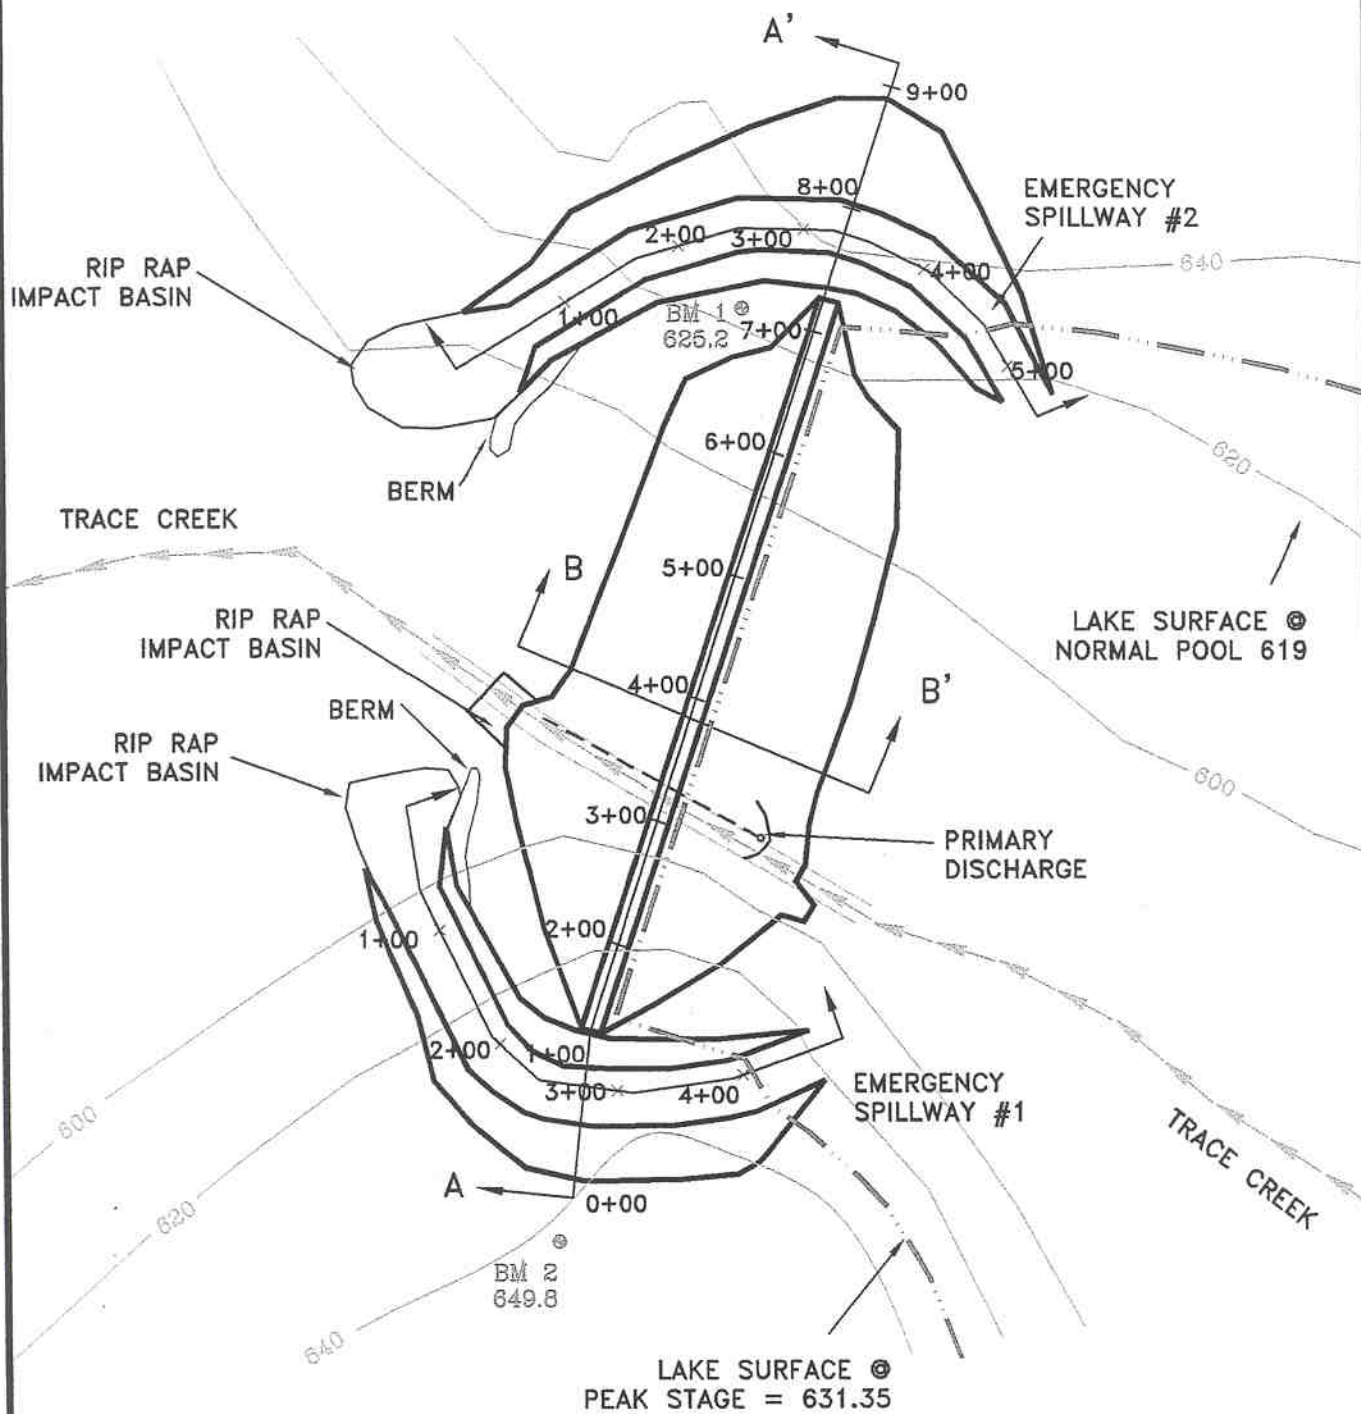 A'
9+00
EMERGENCY
SPILLWAY #2
8+00
2+00
3+00
4+00
640
RIP RAP
IMPACT BASIN
1+00
BM 1
625.2
7+00
5+00
6+00
620
BERM
TRACE CREEK
B
5+00
RIP RAP
IMPACT BASIN
LAKE SURFACE @
NORMAL POOL 619
4+00
B'
BERM
RIP RAP
IMPACT BASIN
600
3+00
PRIMARY
DISCHARGE
2+00
1+00
2+00
1+00
3+00
4+00
EMERGENCY
SPILLWAY #1
600
TRACE CREEK
A
0+00
620
BM 2
649.8
640
LAKE SURFACE @
PEAK STAGE = 631.35